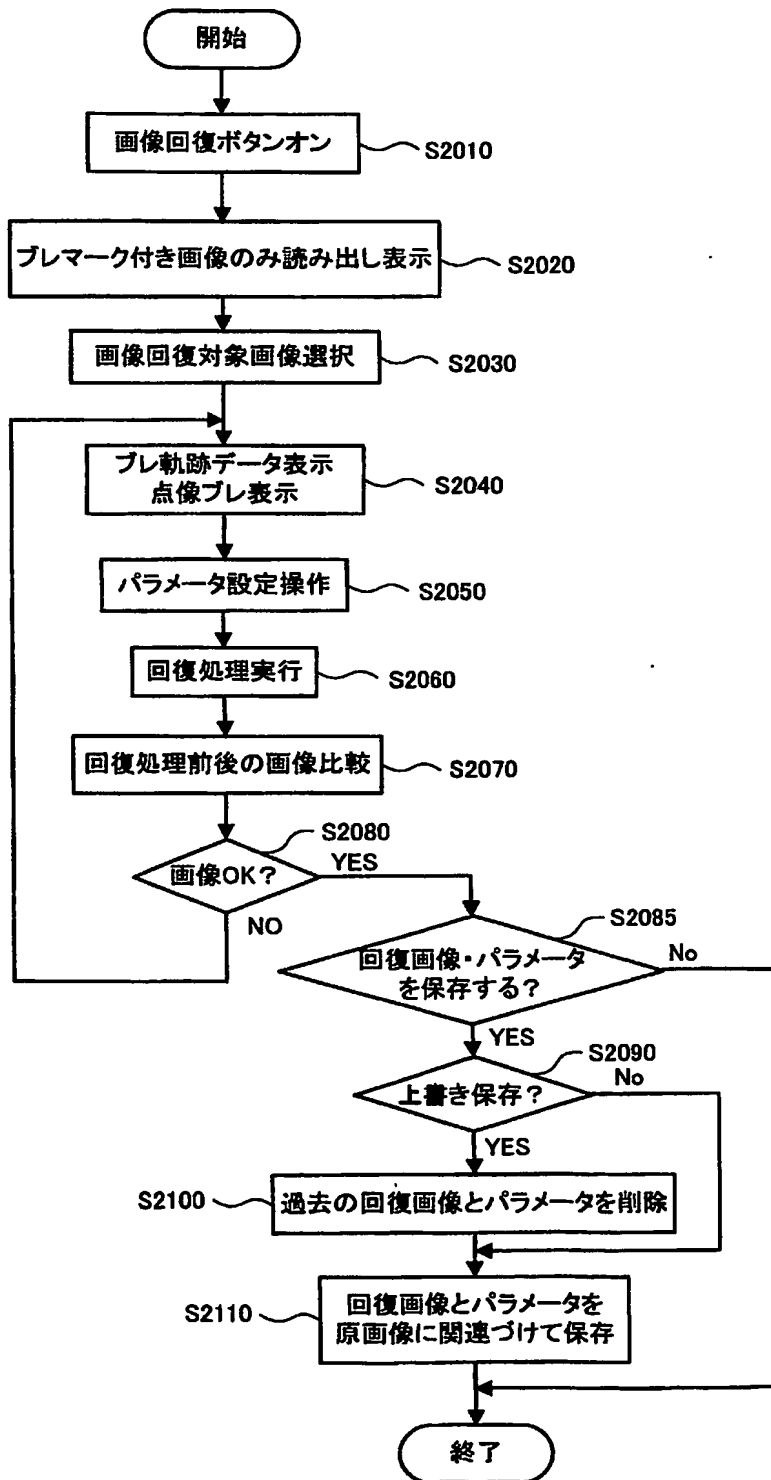 開始
画像回復ボタンオン
S2010
ブレマーク付き画像のみ読み出し表示
S2020
画像回復対象画像選択
S2030
ブレ軌跡データ表示
点像ブレ表示
S2040
パラメータ設定操作
S2050
回復処理実行
S2060
回復処理前後の画像比較
S2070
S2080
画像OK?
YES
NO
S2085
回復画像・パラメータ
を保存する?
No
YES
S2090
上書き保存?
No
YES
S2100
過去の回復画像とパラメータを削除
S2110
回復画像とパラメータを
原画像に関連づけて保存
終了